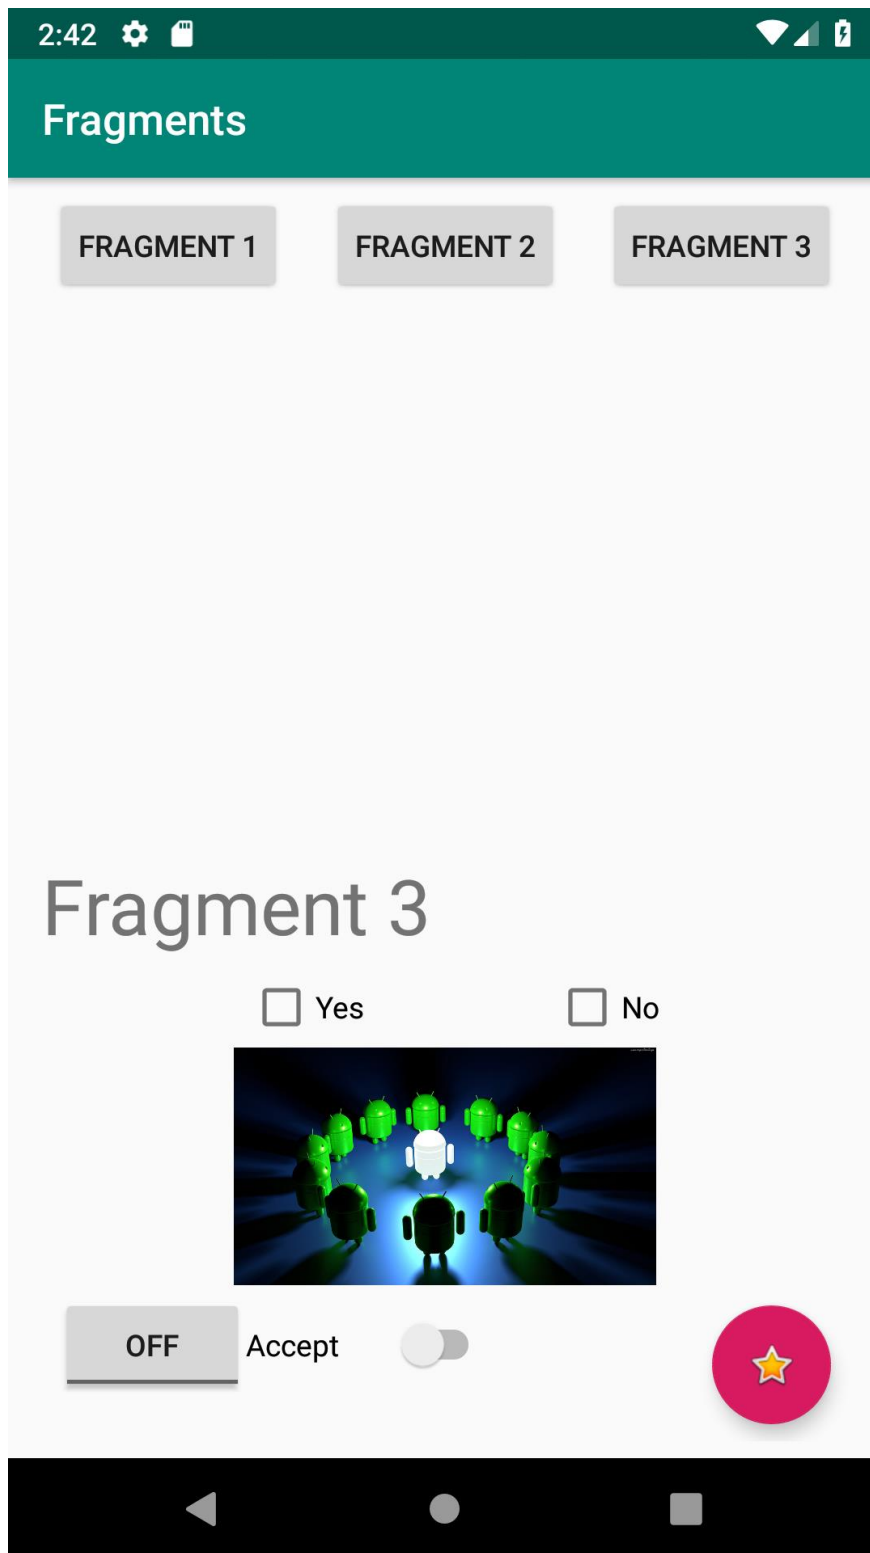 2:42
Fragments
FRAGMENT 1 FRAGMENT 2 FRAGMENT 3
Fragment 3
Yes No
OFF Accept